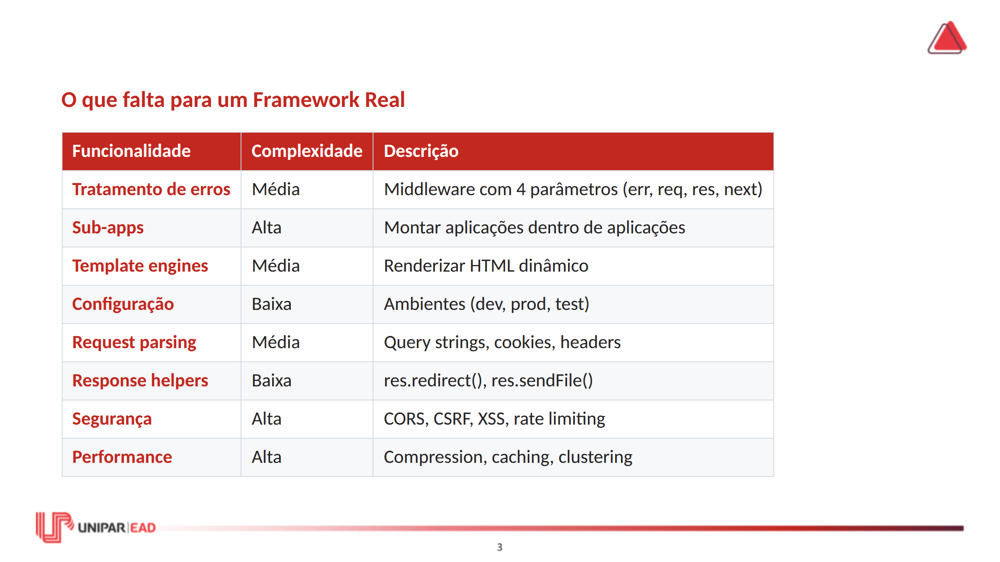 O que falta para um Framework Real
Funcionalidade Complexidade Descrição
Tratamento de erros Média Middleware com 4 parâmetros (err, req, res, next)
Sub-apps Alta Montar aplicações dentro de aplicações
Template engines Média Renderizar HTML dinâmico
Configuração Baixa Ambientes (dev, prod, test)
Request parsing Média Query strings, cookies, headers
Response helpers Baixa res.redirect(), res.sendFile()
Segurança Alta CORS, CSRF, XSS, rate limiting
Performance Alta Compression, caching, clustering
UNIPAR|EAD
3